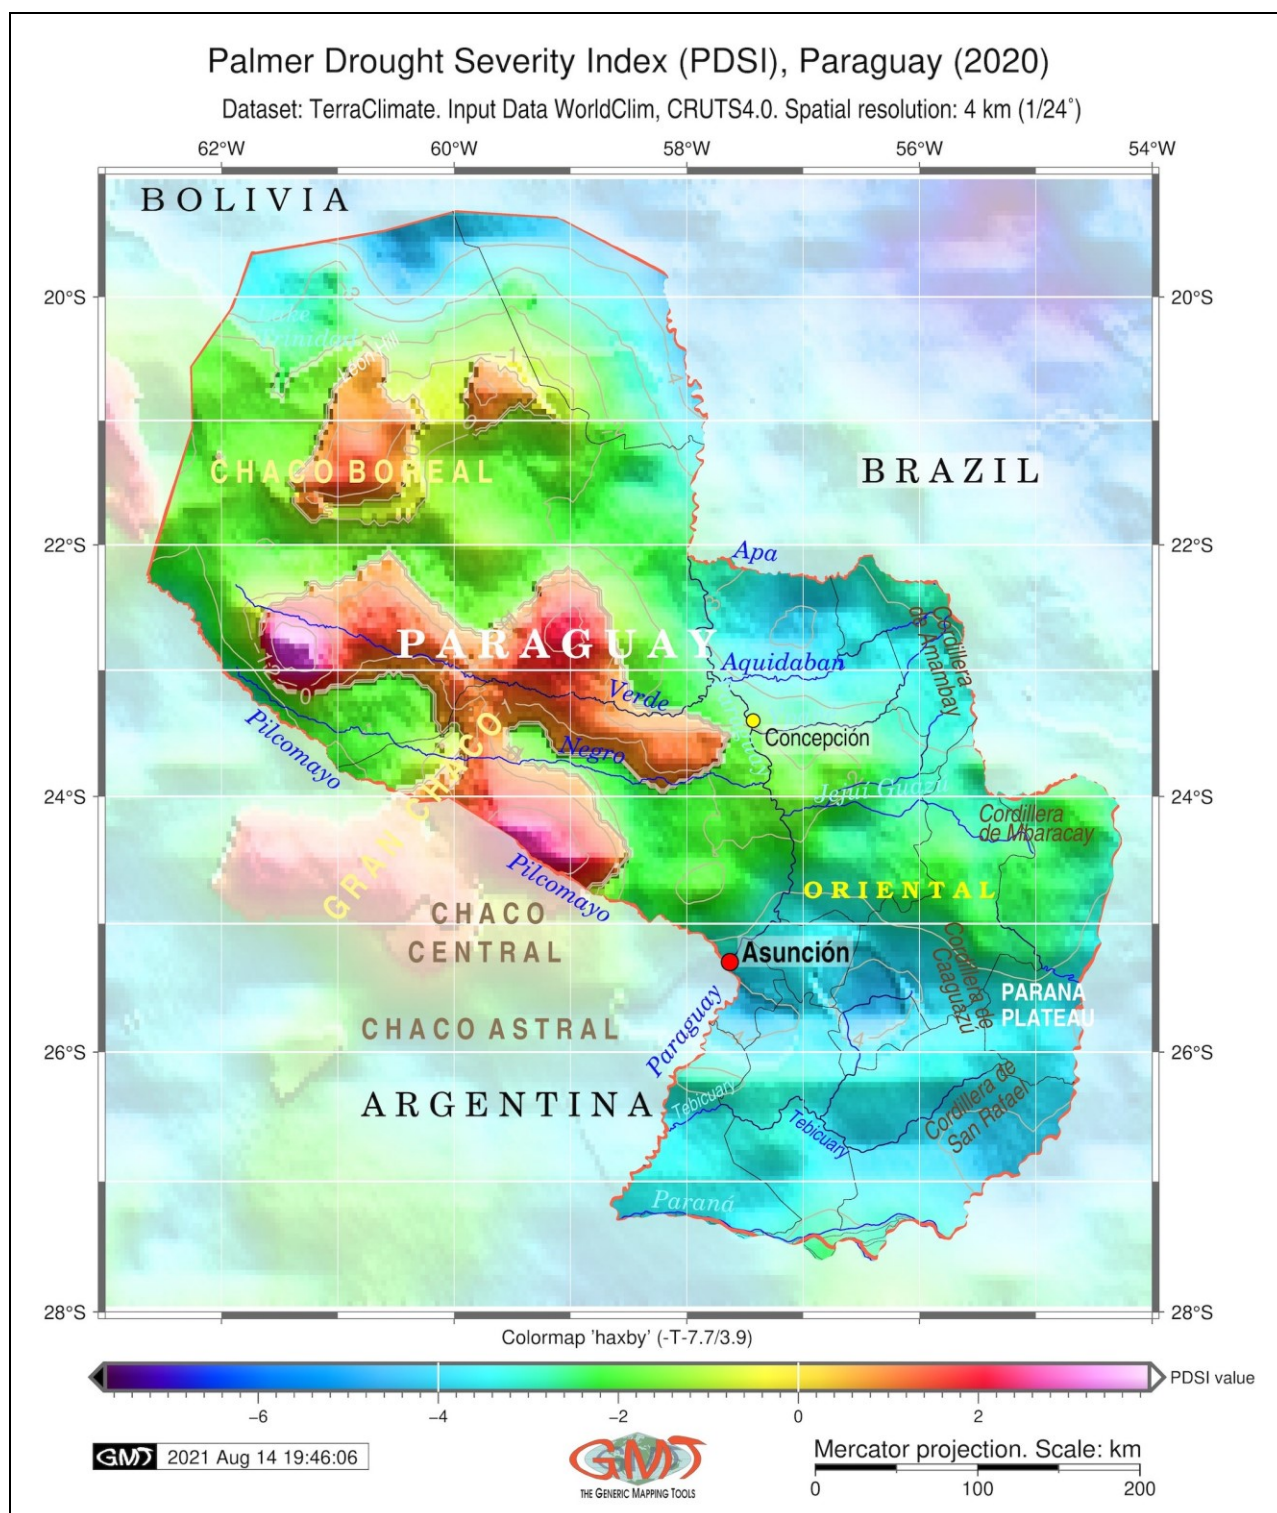 Palmer Drought Severity Index (PDSI), Paraguay (2020)
Dataset: TerraClimate. Input Data WorldClim, CRUTS4.0. Spatial resolution: 4 km (1/24°)
62°W 60°W 58°W 56°W 54°W
BOLIVIA
20°S 20°S
Lake
CHACO BOREAL
BRAZIL
22°S 22°S
Apa
Cordillera
de Amambay
PARAGUAY
Aquidaban
Verde
Pilcomayo
Concepción
Negro
24°S 24°S
Jejui Guazú
Cordillera
de Mbaracay
GRAN CHACO
Pilcomayo
ORIENTAL
CHACO
CENTRAL
Asunción
Cordillera de
Caaguazú
PARANA
PLATEAU
CHACO ASTRAL
Paraguay
26°S 26°S
ARGENTINA
Tebicuary
Tebicuary
Cordillera de
San Rafael
Paraná
28°S 28°S
Colormap 'haxby' (-T-7.7/3.9)
PDSI value
−6 −4 −2 0 2
GMT 2021 Aug 14 19:46:06
GMT
THE GENERIC MAPPING TOOLS
Mercator projection. Scale: km
0 100 200